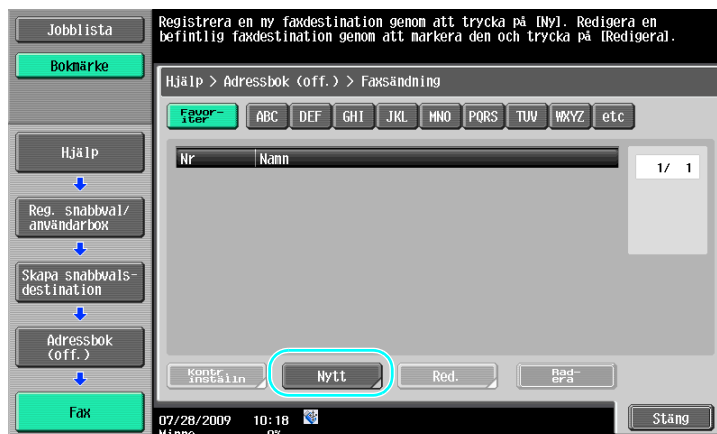 Jobblista
Bokmärke
Registrera en ny faxdestination genom att trycka på [Ny]. Redigera en
befintlig faxdestination genom att markera den och trycka på [Redigera].
Hjälp > Adressbok (off.) > Faxsändning
Favor-
iter
ABC DEF GHI JKL MNO PQRS TUV WXYZ etc
Nr Namn
1/ 1
Hjälp
Reg. snabbval/
användarbox
Skapa snabbvals-
destination
Adressbok
(off.)
Fax
Kontr.
inställn
Nytt
Red.
Rad-
era
07/28/2009 10:18
Minne 0%
Stäng